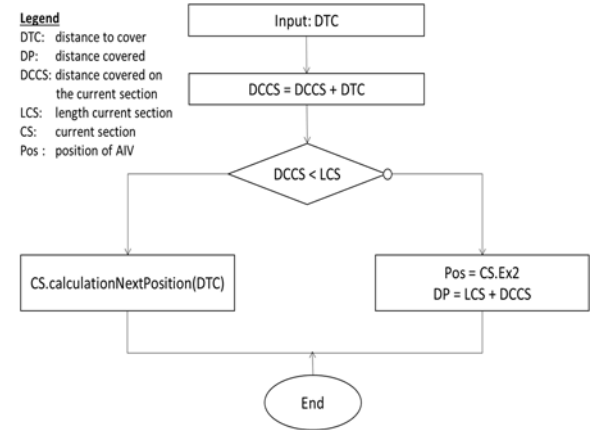 Legend
DTC: distance to cover
DP: distance covered
DCCS: distance covered on
the current section
LCS: length current section
CS: current section
Pos : position of AIV
Input: DTC
DCCS = DCCS + DTC
DCCS < LCS
CS.calculationNextPosition(DTC)
Pos = CS.Ex2
DP = LCS + DCCS
End